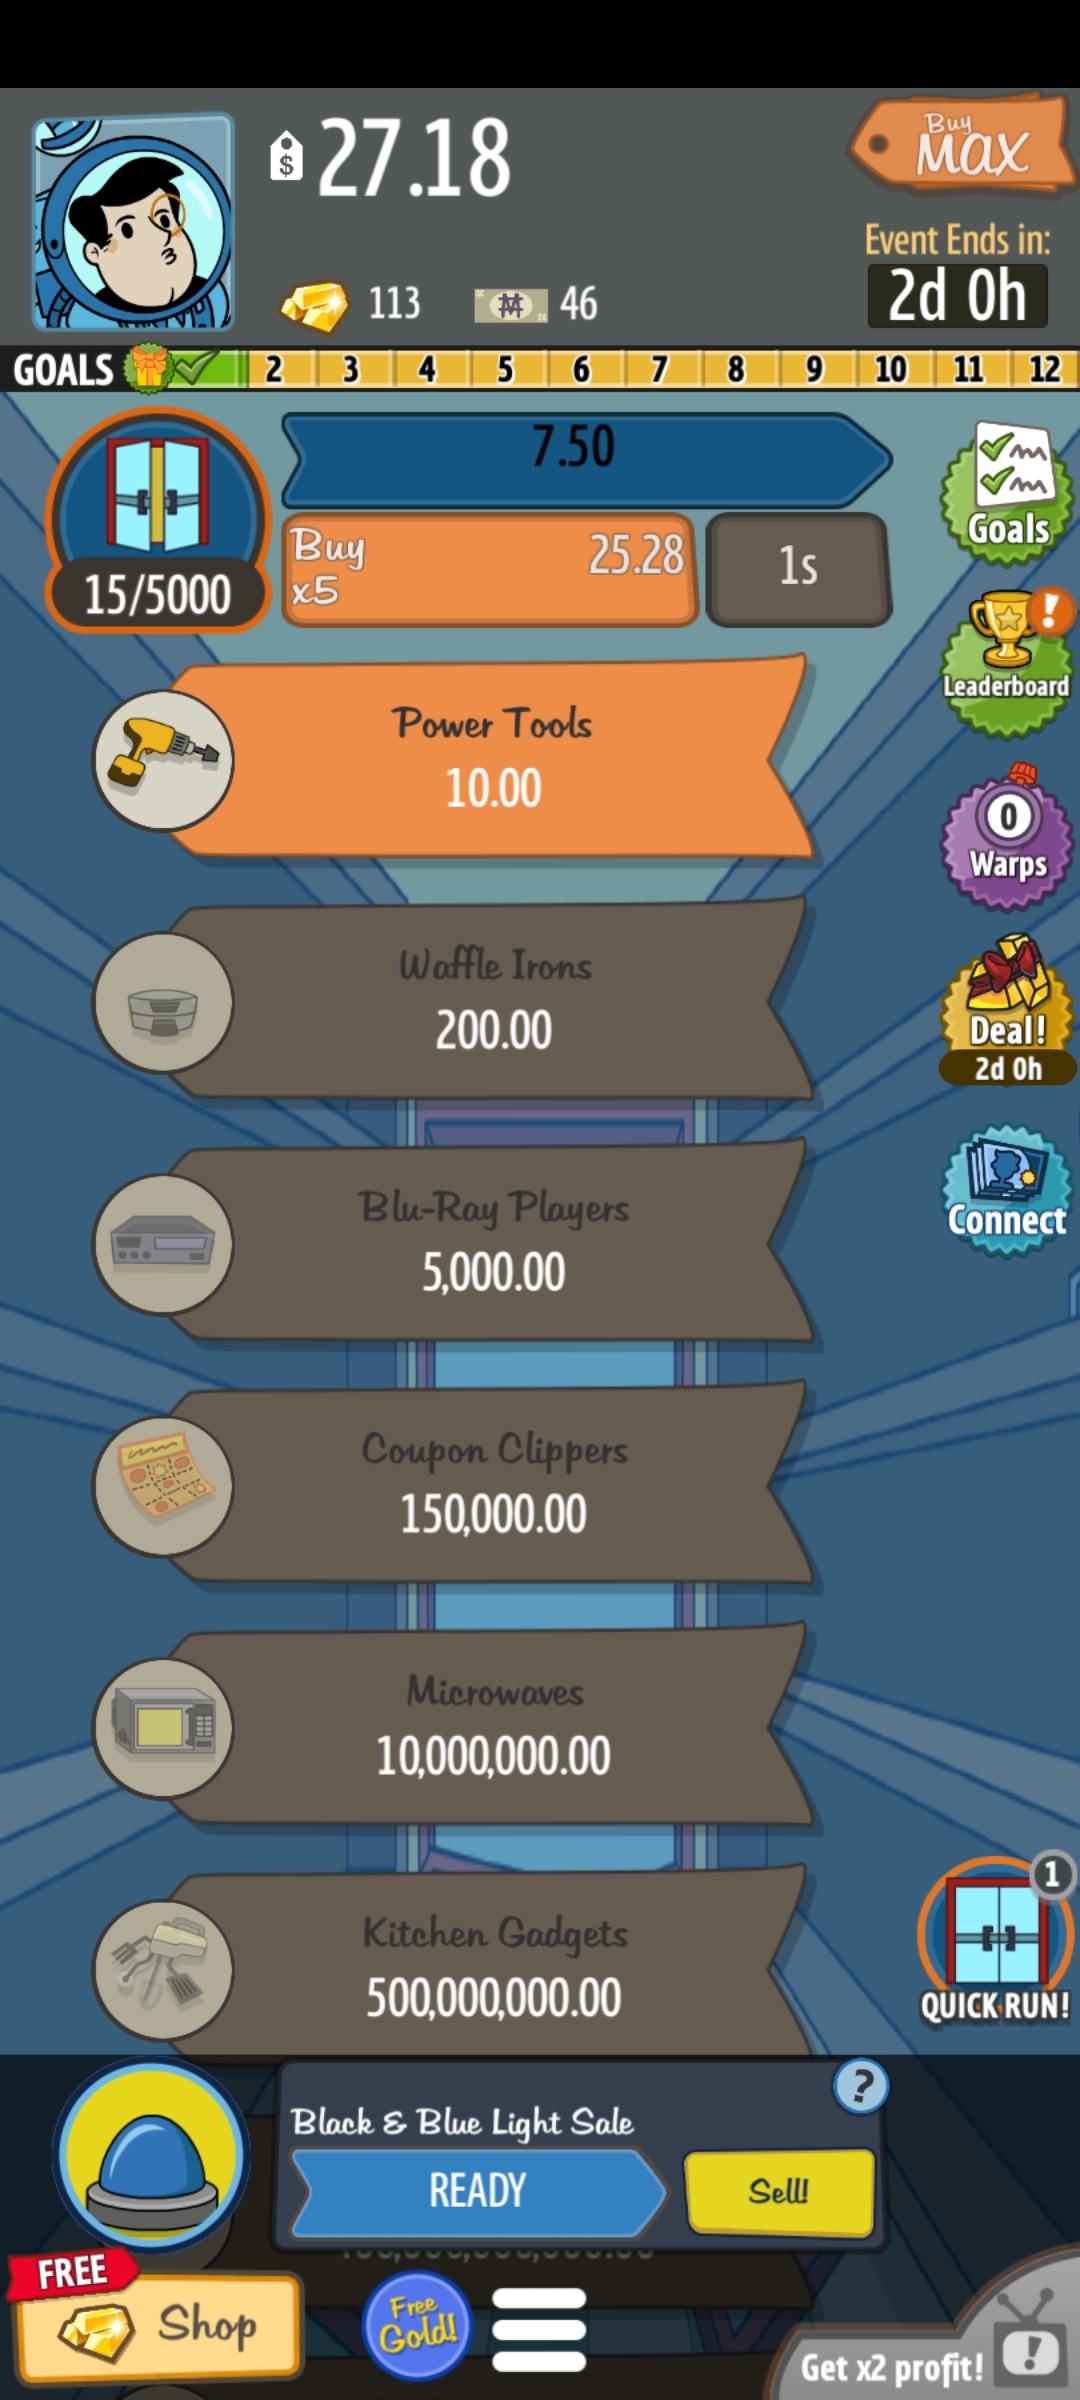 $ 27.18
Buy
MAX
Event Ends in:
113
46
2d 0h
GOALS 2 3 4 5 6 7 8 9 10 11 12
7.50
15/5000
Buy
x5
25.28
1s
Goals
Power Tools
10.00
!
Leaderboard
0
Warps
Waffle Irons
200.00
Deal!
2d 0h
Blu-Ray Players
5,000.00
Connect
Coupon Clippers
150,000.00
Microwaves
10,000,000.00
Kitchen Gadgets
500,000,000.00
1
QUICK RUN!
?
Black & Blue Light Sale
READY
Sell!
FREE
Shop
Free
Gold!
Get x2 profit!
!